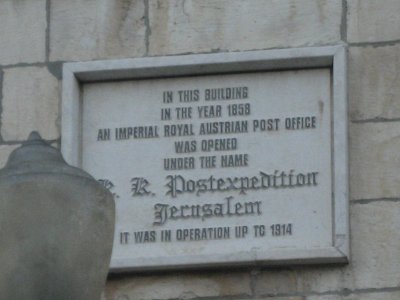 IN THIS BUILDING
IN THE YEAR 1858
AN IMPERIAL ROYAL AUSTRIAN POST OFFICE
WAS OPENED
UNDER THE NAME
K. K. Postexpedition
Jerusalem
IT WAS IN OPERATION UP TO 1914